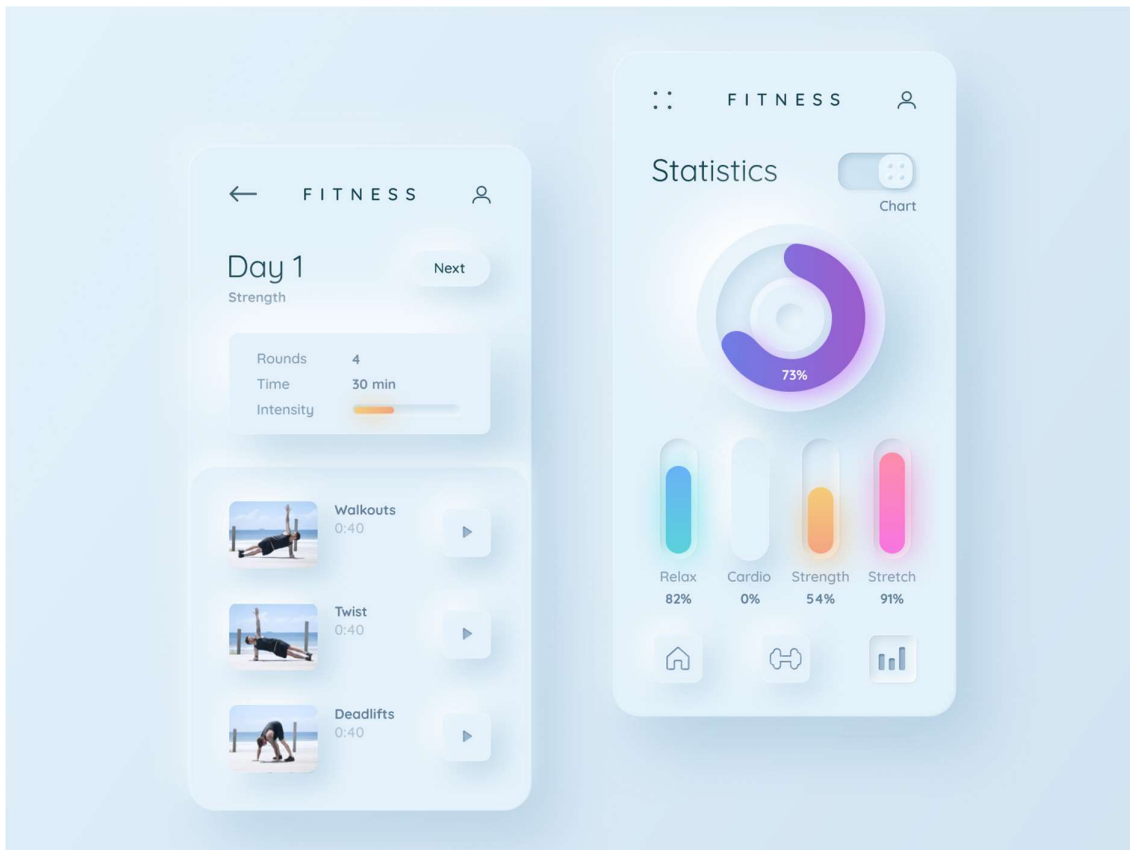 FITNESS
Day 1
Next
Strength
Rounds 4
Time 30 min
Intensity
Walkouts
0:40
Twist
0:40
Deadlifts
0:40
FITNESS
Statistics
Chart
73%
Relax Cardio Strength Stretch
82% 0% 54% 91%